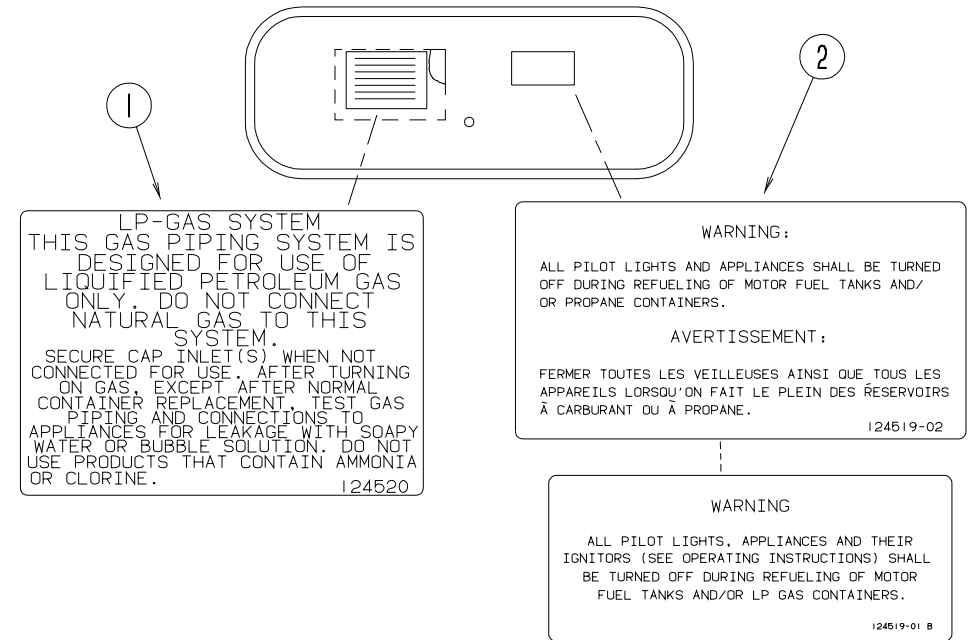 1
2
LP-GAS SYSTEM
THIS GAS PIPING SYSTEM IS
DESIGNED FOR USE OF
LIQUIFIED PETROLEUM GAS
ONLY. DO NOT CONNECT
NATURAL GAS TO THIS
SYSTEM.
SECURE CAP INLET(S) WHEN NOT
CONNECTED FOR USE. AFTER TURNING
ON GAS, EXCEPT AFTER NORMAL
CONTAINER REPLACEMENT, TEST GAS
PIPING AND CONNECTIONS TO
APPLIANCES FOR LEAKAGE WITH SOAPY
WATER OR BUBBLE SOLUTION. DO NOT
USE PRODUCTS THAT CONTAIN AMMONIA
OR CLORINE.
124520
WARNING:
ALL PILOT LIGHTS AND APPLIANCES SHALL BE TURNED
OFF DURING REFUELING OF MOTOR FUEL TANKS AND/
OR PROPANE CONTAINERS.
AVERTISSEMENT:
FERMER TOUTES LES VEILLEUSES AINSI QUE TOUS LES
APPAREILS LORSQU'ON FAIT LE PLEIN DES RÉSERVOIRS
À CARBURANT OU À PROPANE.
124519-02
WARNING
ALL PILOT LIGHTS, APPLIANCES AND THEIR
IGNITORS (SEE OPERATING INSTRUCTIONS) SHALL
BE TURNED OFF DURING REFUELING OF MOTOR
FUEL TANKS AND/OR LP GAS CONTAINERS.
124519-01 B